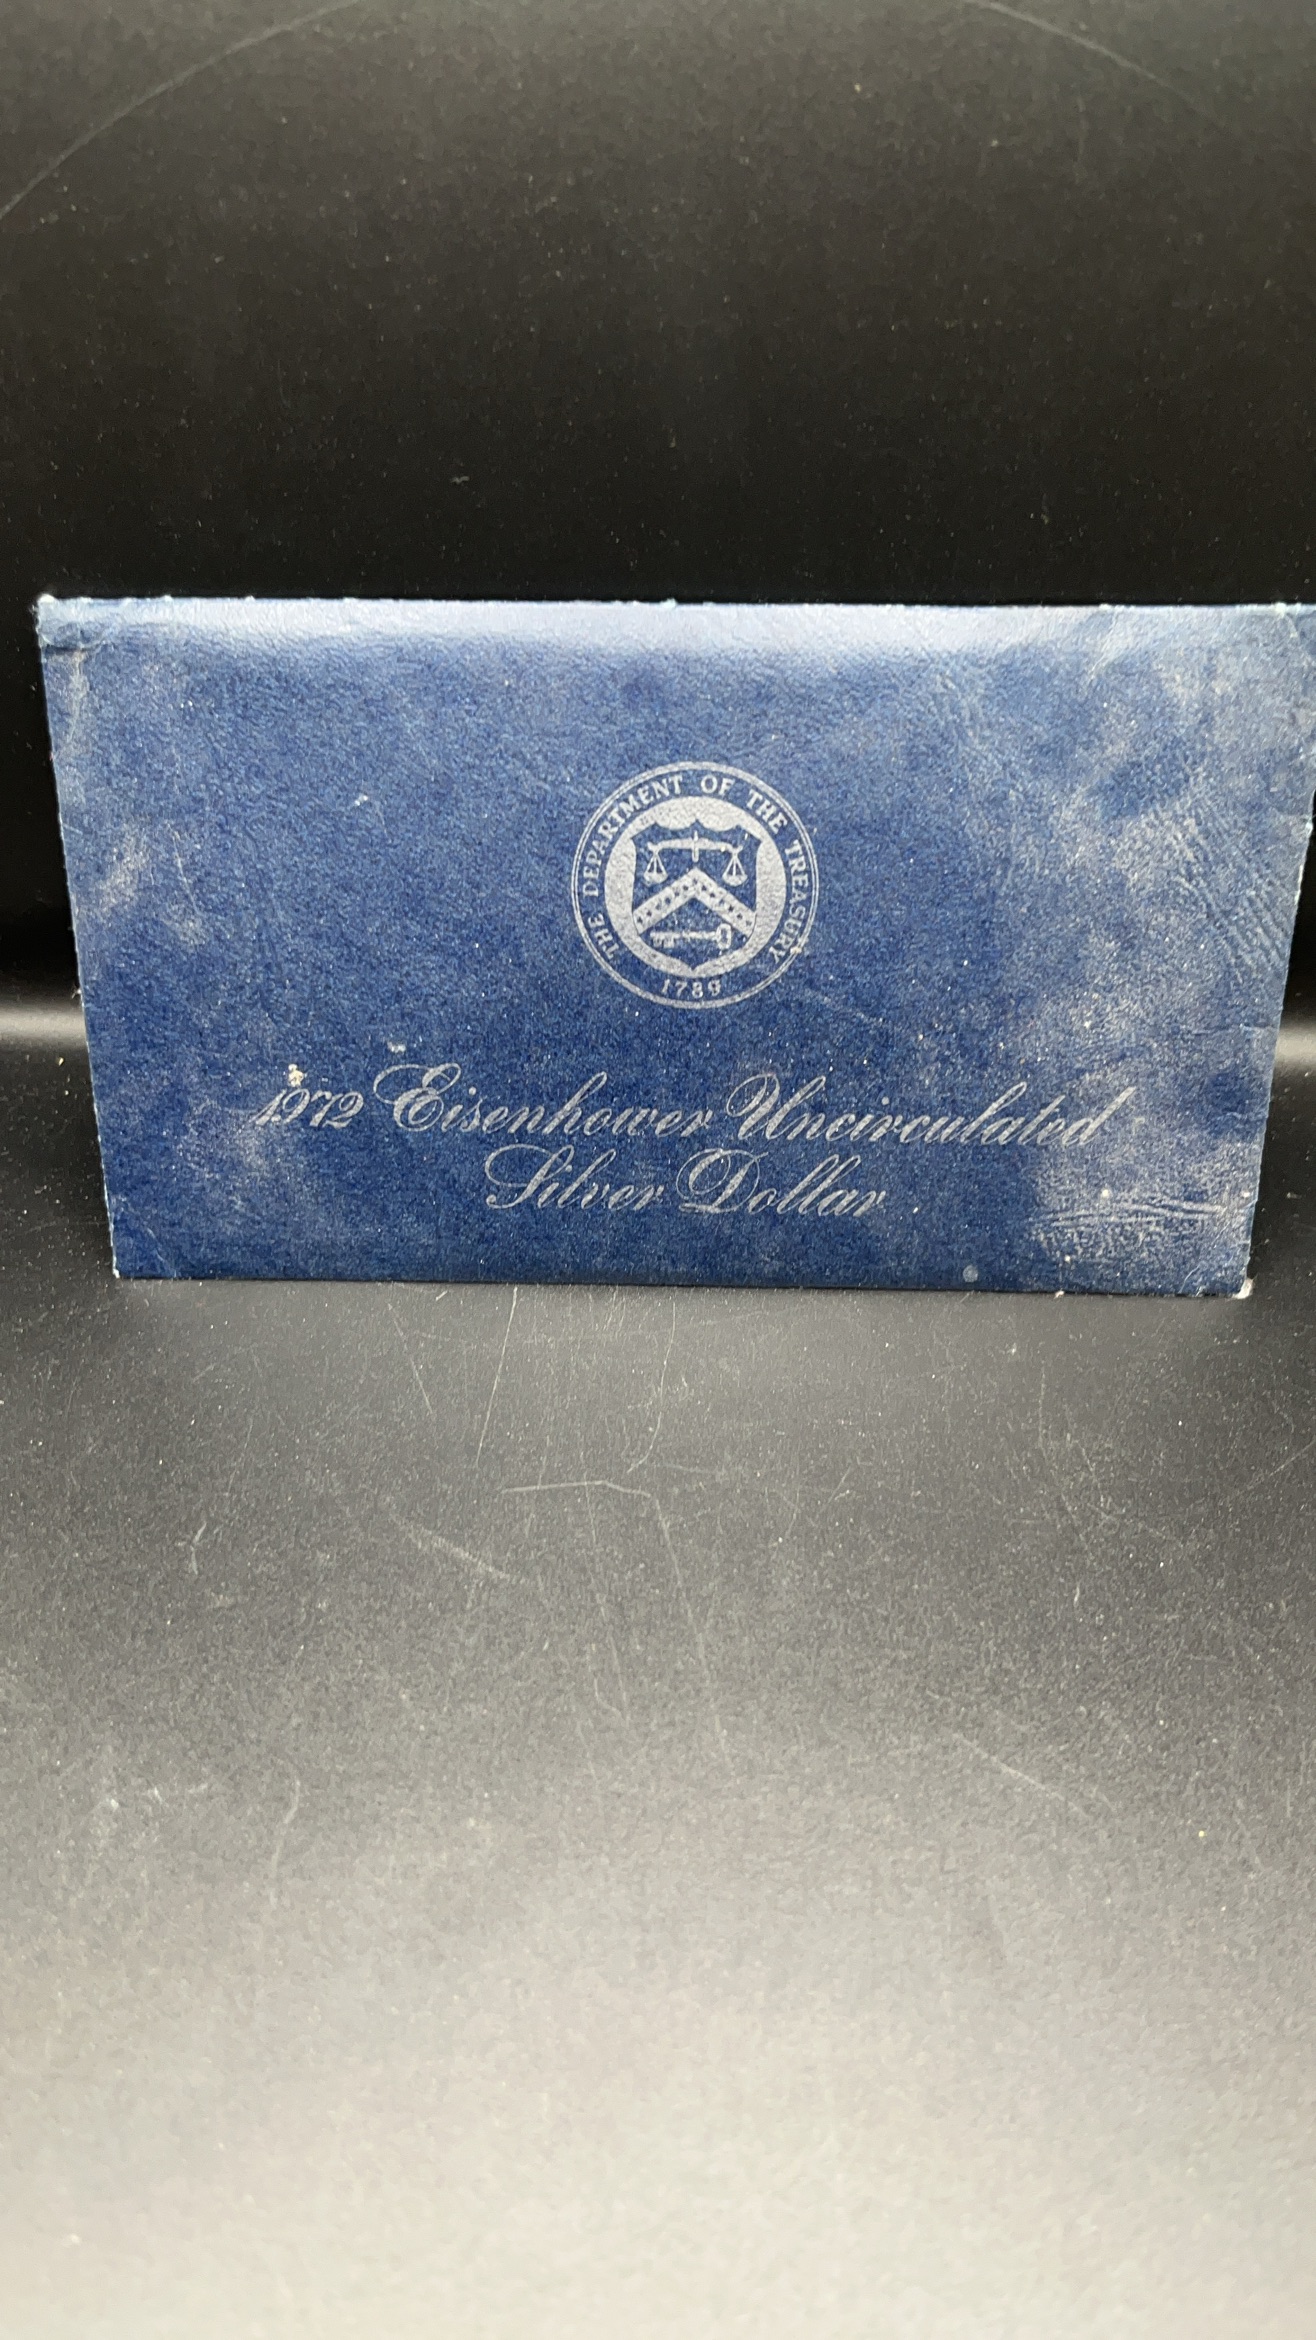 THE DEPARTMENT OF THE TREASURY
1789
1972 Eisenhower Uncirculated
Silver Dollar